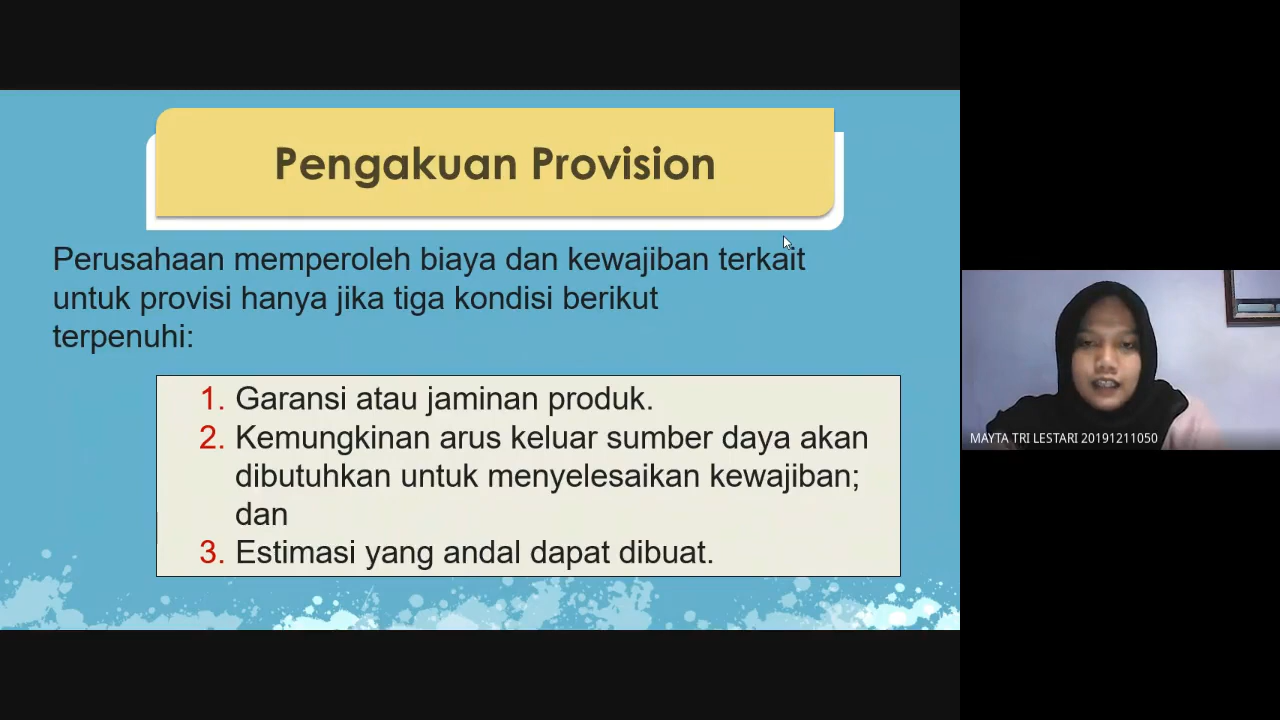 Pengakuan Provision
Perusahaan memperoleh biaya dan kewajiban terkait
untuk provisi hanya jika tiga kondisi berikut
terpenuhi:
1. Garansi atau jaminan produk.
2. Kemungkinan arus keluar sumber daya akan
dibutuhkan untuk menyelesaikan kewajiban;
dan
3. Estimasi yang andal dapat dibuat.
MAYTA TRI LESTARI 20191211050